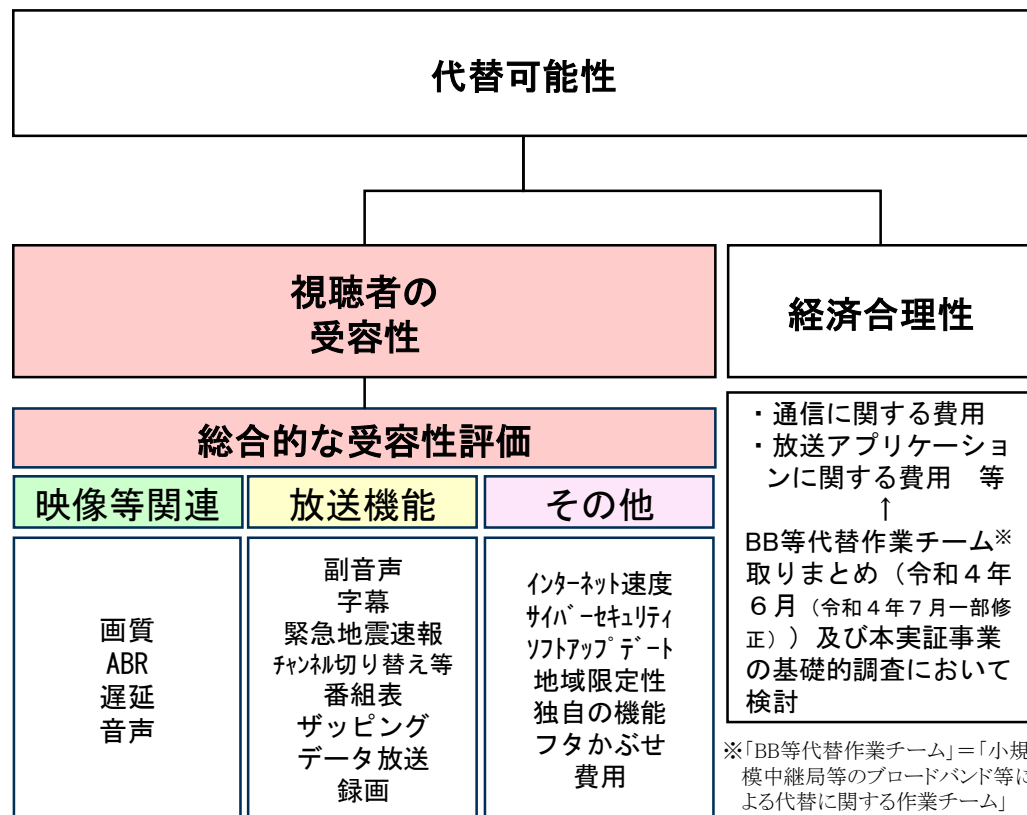 代替可能性
視聴者の
受容性
経済合理性
総合的な受容性評価
映像等関連
放送機能
その他
画質
ABR
遅延
音声
副音声
字幕
緊急地震速報
ﾁｬﾝﾈﾙ切り替え等
番組表
ザッピング
データ放送
録画
ｲﾝﾀｰﾈｯﾄ速度
ｻｲﾊﾞｰｾｷｭﾘﾃｨ
ｿﾌﾄｱｯﾌﾟﾃﾞｰﾄ
地域限定性
独自の機能
フタかぶせ
費用
・通信に関する費用
・放送アプリケーショ
ンに関する費用　等
↑
BB等代替作業チーム※
取りまとめ（令和４年
６月（令和４年７月一部修
正））及び本実証事業
の基礎的調査において
検討
※「BB等代替作業チーム」＝「小規
模中継局等のブロードバンド等に
よる代替に関する作業チーム」